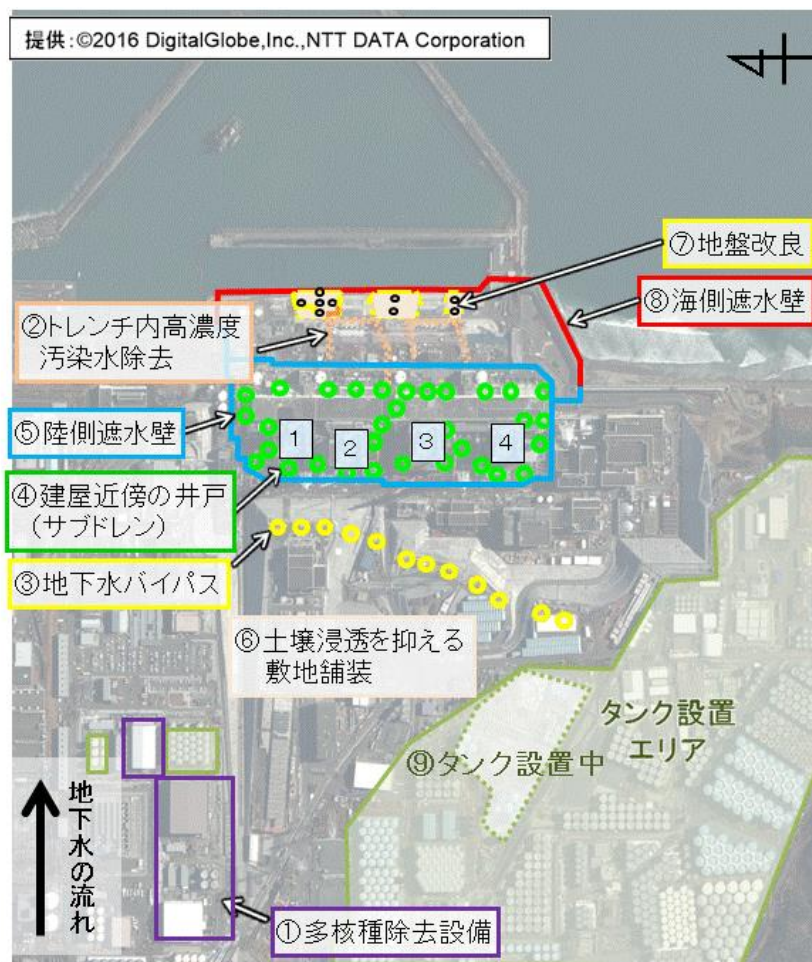 提供：©2016 DigitalGlobe,Inc.,NTT DATA Corporation
⑦地盤改良
⑧海側遮水壁
②トレンチ内高濃度
汚染水除去
⑤陸側遮水壁
1
2
3
4
④建屋近傍の井戸
（サブドレン）
③地下水バイパス
⑥土壌浸透を抑える
敷地舗装
タンク設置
エリア
⑨タンク設置中
地下水の流れ
①多核種除去設備